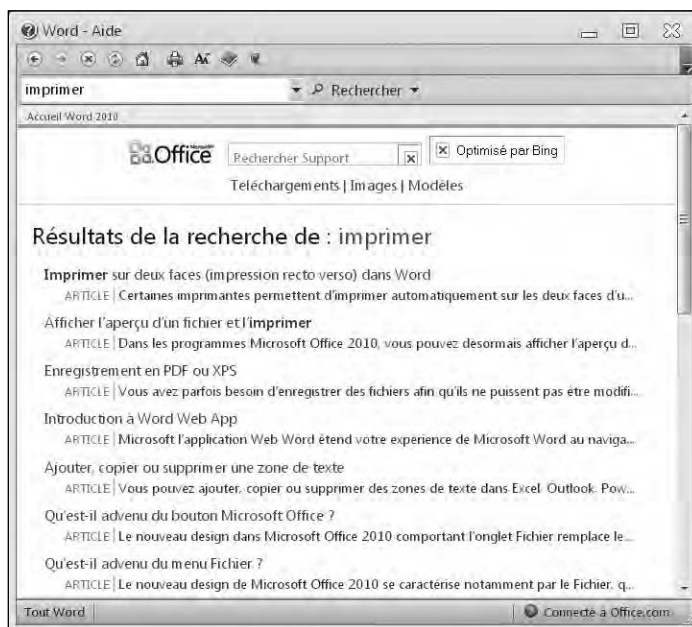 Word - Aide
imprimer Rechercher
Accueil Word 2010
Microsoft
Office Rechercher Support Optimisé par Bing
Téléchargements | Images | Modèles
Résultats de la recherche de : imprimer
Imprimer sur deux faces (impression recto verso) dans Word
ARTICLE | Certaines imprimantes permettent d'imprimer automatiquement sur les deux faces d'u...
Afficher l'aperçu d'un fichier et l'imprimer
ARTICLE | Dans les programmes Microsoft Office 2010, vous pouvez désormais afficher l'aperçu d...
Enregistrement en PDF ou XPS
ARTICLE | Vous avez parfois besoin d'enregistrer des fichiers afin qu'ils ne puissent pas être modifi...
Introduction à Word Web App
ARTICLE | Microsoft l'application Web Word étend votre expérience de Microsoft Word au naviga...
Ajouter, copier ou supprimer une zone de texte
ARTICLE | Vous pouvez ajouter, copier ou supprimer des zones de texte dans Excel, Outlook, Pow...
Qu'est-il advenu du bouton Microsoft Office ?
ARTICLE | Le nouveau design dans Microsoft Office 2010 comportant l'onglet Fichier remplace le...
Qu'est-il advenu du menu Fichier ?
ARTICLE | Le nouveau design de Microsoft Office 2010 se caractérise notamment par le Fichier, q...
Tout Word Connecté à Office.com